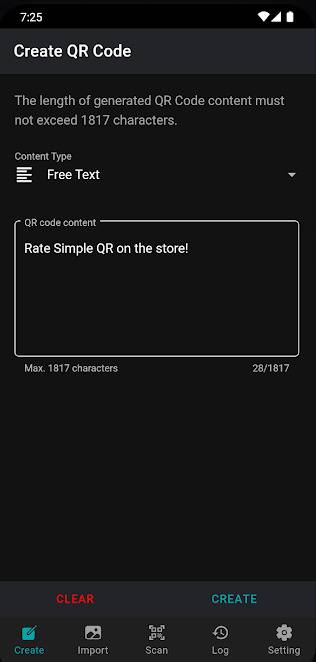 7:25
Create QR Code
The length of generated QR Code content must
not exceed 1817 characters.
Content Type
Free Text
QR code content
Rate Simple QR on the store!
Max. 1817 characters 28/1817
CLEAR CREATE
Create Import Scan Log Setting